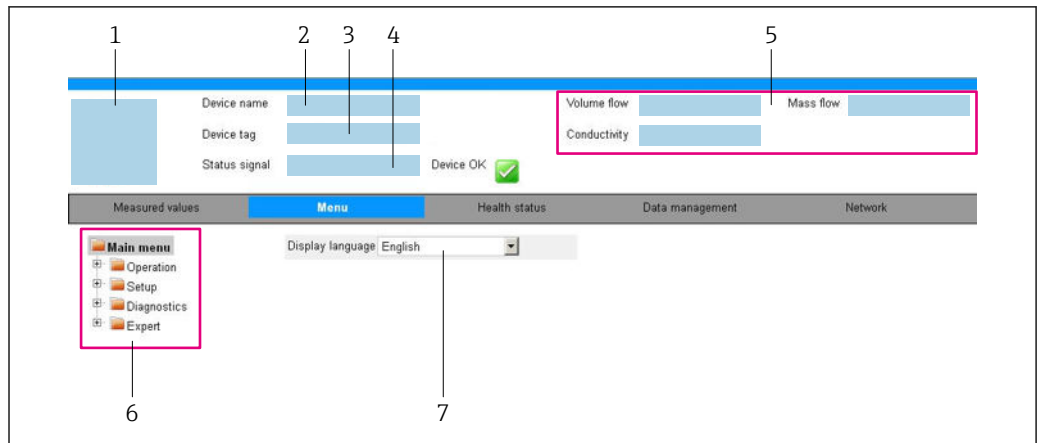 1 2 3 4 5
Device name Volume flow Mass flow
Device tag Conductivity
Status signal Device OK
Measured values Menu Health status Data management Network
Main menu Display language English
Operation
Setup
Diagnostics
Expert
6 7